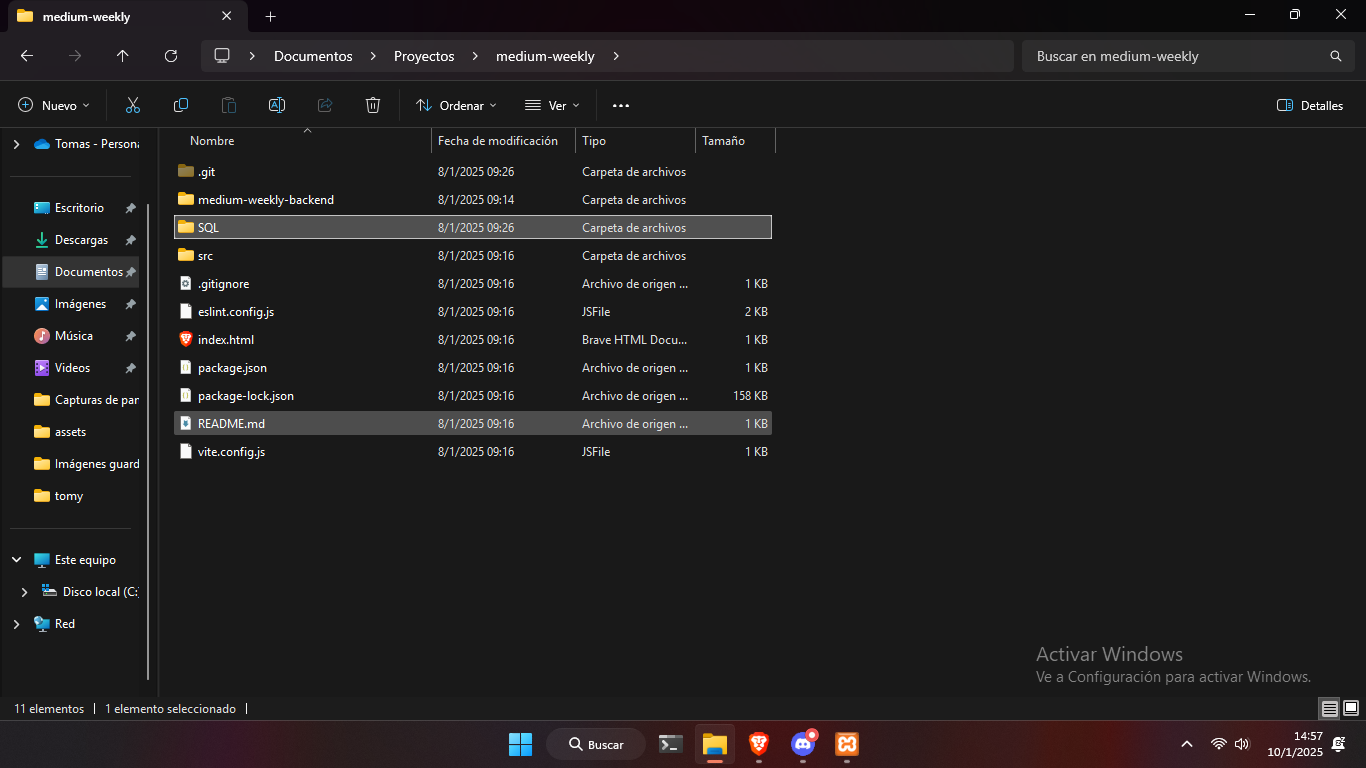 medium-weekly
Documentos Proyectos medium-weekly
Buscar en medium-weekly
Nuevo Ordenar Ver Detalles
Tomas - Persona
Escritorio
Descargas
Documentos
Imágenes
Música
Videos
Capturas de pan
assets
Imágenes guard
tomy
Este equipo
Disco local (C:)
Red
Nombre Fecha de modificación Tipo Tamaño
.git 8/1/2025 09:26 Carpeta de archivos
medium-weekly-backend 8/1/2025 09:14 Carpeta de archivos
SQL 8/1/2025 09:26 Carpeta de archivos
src 8/1/2025 09:16 Carpeta de archivos
.gitignore 8/1/2025 09:16 Archivo de origen ... 1 KB
eslint.config.js 8/1/2025 09:16 JSFile 2 KB
index.html 8/1/2025 09:16 Brave HTML Docu... 1 KB
package.json 8/1/2025 09:16 Archivo de origen ... 1 KB
package-lock.json 8/1/2025 09:16 Archivo de origen ... 158 KB
README.md 8/1/2025 09:16 Archivo de origen ... 1 KB
vite.config.js 8/1/2025 09:16 JSFile 1 KB
Activar Windows
Ve a Configuración para activar Windows.
11 elementos 1 elemento seleccionado
Buscar
14:57
10/1/2025